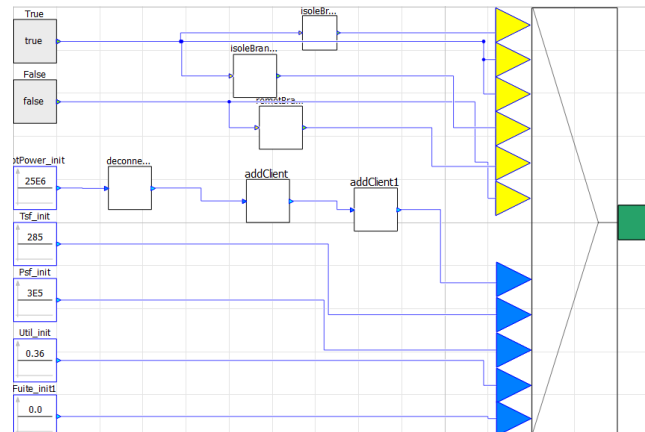 True
isoleBr...
true
isoleBran...
False
false
remetBra...
otPower_init
25E6
deconne...
addClient
addClient1
Tsf_init
285
Psf_init
3E5
Util_init
0.36
Fuite_init1
0.0